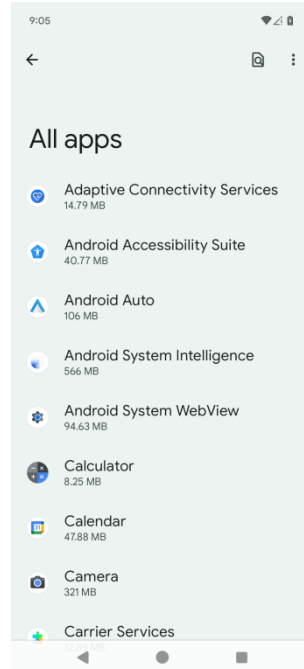 9:05
All apps
Adaptive Connectivity Services
14.79 MB
Android Accessibility Suite
40.77 MB
Android Auto
106 MB
Android System Intelligence
566 MB
Android System WebView
94.63 MB
Calculator
8.25 MB
Calendar
47.88 MB
Camera
321 MB
Carrier Services